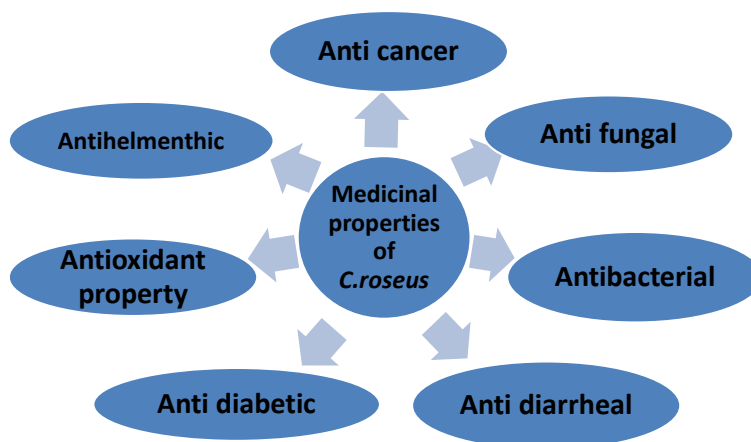 Anti cancer
Anti fungal
Antibacterial
Anti diarrheal
Anti diabetic
Antioxidant
property
Antihelmenthic
Medicinal
properties
of
C.roseus